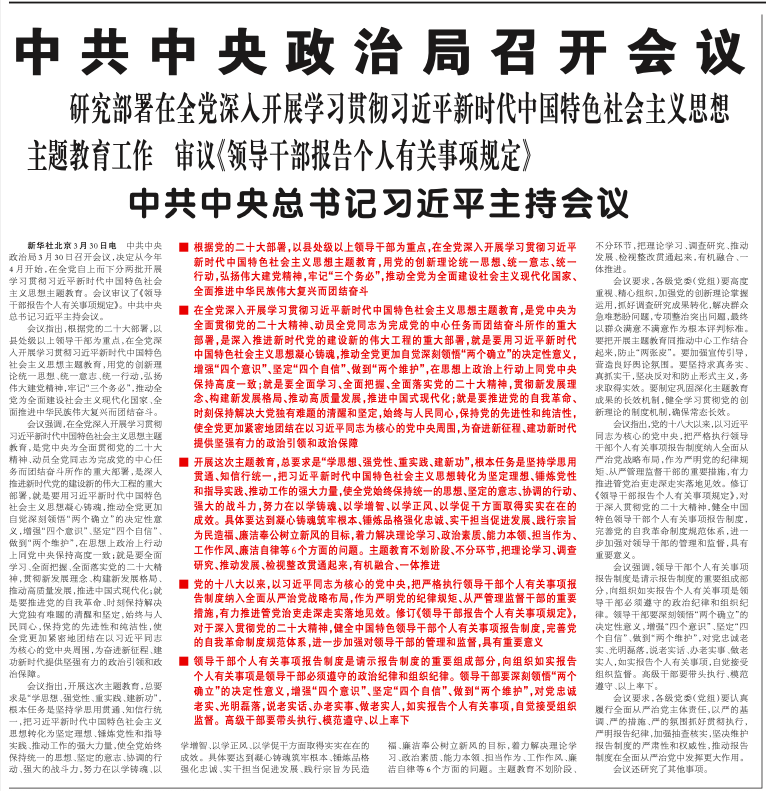 中共中央政治局召开会议
研究部署在全党深入开展学习贯彻习近平新时代中国特色社会主义思想
主题教育工作　审议《领导干部报告个人有关事项规定》
中共中央总书记习近平主持会议
新华社北京3月30日电　中共中央
政治局3月30日召开会议，决定从今年
4月开始，在全党自上而下分两批开展
学习贯彻习近平新时代中国特色社会
主义思想主题教育。会议审议了《领导
干部报告个人有关事项规定》。中共中央
总书记习近平主持会议。
会议指出，根据党的二十大部署，以
县处级以上领导干部为重点，在全党深
入开展学习贯彻习近平新时代中国特色
社会主义思想主题教育，用党的创新理
论统一思想、统一意志、统一行动，弘扬
伟大建党精神，牢记“三个务必”，推动全
党为全面建设社会主义现代化国家、全
面推进中华民族伟大复兴而团结奋斗。
会议强调，在全党深入开展学习贯彻
习近平新时代中国特色社会主义思想主题
教育，是党中央为全面贯彻党的二十大
精神、动员全党同志为完成党的中心任
务而团结奋斗所作的重大部署，是深入
推进新时代党的建设新的伟大工程的重大
部署，就是要用习近平新时代中国特色
社会主义思想凝心铸魂，推动全党更加
自觉深刻领悟“两个确立”的决定性意
义，增强“四个意识”、坚定“四个自信”、
做到“两个维护”，在思想上政治上行动
上同党中央保持高度一致；就是要全面
学习、全面把握、全面落实党的二十大精
神，贯彻新发展理念、构建新发展格局、
推动高质量发展，推进中国式现代化；就
是要推进党的自我革命、时刻保持解决
大党独有难题的清醒和坚定，始终与人
民同心，保持党的先进性和纯洁性，使
全党更加紧密地团结在以习近平同志
为核心的党中央周围，为奋进新征程、建
功新时代提供坚强有力的政治引领和政
治保障。
会议指出，开展这次主题教育，总要
求是“学思想、强党性、重实践、建新功”，
根本任务是坚持学思用贯通、知信行统
一，把习近平新时代中国特色社会主义
思想转化为坚定理想、锤炼党性和指导
实践、推动工作的强大力量，使全党始终
保持统一的思想、坚定的意志、协调的行
动、强大的战斗力，努力在以学铸魂、以
■ 根据党的二十大部署，以县处级以上领导干部为重点，在全党深入开展学习贯彻习近平
新时代中国特色社会主义思想主题教育，用党的创新理论统一思想、统一意志、统一
行动，弘扬伟大建党精神，牢记“三个务必”，推动全党为全面建设社会主义现代化国家、
全面推进中华民族伟大复兴而团结奋斗
■ 在全党深入开展学习贯彻习近平新时代中国特色社会主义思想主题教育，是党中央为
全面贯彻党的二十大精神、动员全党同志为完成党的中心任务而团结奋斗所作的重大
部署，是深入推进新时代党的建设新的伟大工程的重大部署，就是要用习近平新时代
中国特色社会主义思想凝心铸魂，推动全党更加自觉深刻领悟“两个确立”的决定性意义，
增强“四个意识”、坚定“四个自信”、做到“两个维护”，在思想上政治上行动上同党中央
保持高度一致；就是要全面学习、全面把握、全面落实党的二十大精神，贯彻新发展理
念、构建新发展格局、推动高质量发展，推进中国式现代化；就是要推进党的自我革命、
时刻保持解决大党独有难题的清醒和坚定，始终与人民同心，保持党的先进性和纯洁性，
使全党更加紧密地团结在以习近平同志为核心的党中央周围，为奋进新征程、建功新时代
提供坚强有力的政治引领和政治保障
■ 开展这次主题教育，总要求是“学思想、强党性、重实践、建新功”，根本任务是坚持学思用
贯通、知信行统一，把习近平新时代中国特色社会主义思想转化为坚定理想、锤炼党性
和指导实践、推动工作的强大力量，使全党始终保持统一的思想、坚定的意志、协调的行动、
强大的战斗力，努力在以学铸魂、以学增智、以学正风、以学促干方面取得实实在在的
成效。具体要达到凝心铸魂筑牢根本、锤炼品格强化忠诚、实干担当促进发展、践行宗旨
为民造福、廉洁奉公树立新风的目标，着力解决理论学习、政治素质、能力本领、担当作为、
工作作风、廉洁自律等6个方面的问题。主题教育不划阶段、不分环节，把理论学习、调查
研究、推动发展、检视整改贯通起来，有机融合、一体推进
■ 党的十八大以来，以习近平同志为核心的党中央，把严格执行领导干部个人有关事项报
告制度纳入全面从严治党战略布局，作为严明党的纪律规矩、从严管理监督干部的重要
措施，有力推进管党治吏走深走实落地见效。修订《领导干部报告个人有关事项规定》，
对于深入贯彻党的二十大精神，健全中国特色领导干部个人有关事项报告制度，完善党
的自我革命制度规范体系，进一步加强对领导干部的管理和监督，具有重要意义
■ 领导干部个人有关事项报告制度是请示报告制度的重要组成部分，向组织如实报告
个人有关事项是领导干部必须遵守的政治纪律和组织纪律。领导干部要深刻领悟“两个
确立”的决定性意义，增强“四个意识”、坚定“四个自信”、做到“两个维护”，对党忠诚
老实、光明磊落，说老实话、办老实事、做老实人，如实报告个人有关事项，自觉接受组织
监督。高级干部要带头执行、模范遵守、以上率下
学增智、以学正风、以学促干方面取得实实在在的
成效。具体要达到凝心铸魂筑牢根本、锤炼品格
强化忠诚、实干担当促进发展、践行宗旨为民造
福、廉洁奉公树立新风的目标，着力解决理论学
习、政治素质、能力本领、担当作为、工作作风、廉
洁自律等6个方面的问题。主题教育不划阶段、
不分环节，把理论学习、调查研究、推动
发展、检视整改贯通起来，有机融合、一
体推进。
会议要求，各级党委（党组）要高度
重视，精心组织，加强党的创新理论掌握
运用，抓好调查研究成果转化，解决群众
急难愁盼问题，专项整治突出问题，最终
以群众满意不满意作为根本评判标准。
要把开展主题教育同推动中心工作结合
起来，防止“两张皮”。要加强宣传引导，
营造良好舆论氛围。要坚持求真务实、
真抓实干，坚决反对和防止形式主义，务
求取得实效。要制定巩固深化主题教育
成果的长效机制，健全学习贯彻党的创
新理论的制度机制，确保常态长效。
会议指出，党的十八大以来，以习近平
同志为核心的党中央，把严格执行领导
干部个人有关事项报告制度纳入全面从
严治党战略布局，作为严明党的纪律规
矩、从严管理监督干部的重要措施，有力
推进管党治吏走深走实落地见效。修订
《领导干部报告个人有关事项规定》，对
于深入贯彻党的二十大精神，健全中国
特色领导干部个人有关事项报告制度，
完善党的自我革命制度规范体系，进一
步加强对领导干部的管理和监督，具有
重要意义。
会议强调，领导干部个人有关事项
报告制度是请示报告制度的重要组成部
分，向组织如实报告个人有关事项是领
导干部必须遵守的政治纪律和组织纪
律。领导干部要深刻领悟“两个确立”的
决定性意义，增强“四个意识”、坚定“四
个自信”、做到“两个维护”，对党忠诚老
实、光明磊落，说老实话、办老实事、做老
实人，如实报告个人有关事项，自觉接受
组织监督。高级干部要带头执行、模范
遵守、以上率下。
会议要求，各级党委（党组）要认真
履行全面从严治党主体责任，以严的基
调、严的措施、严的氛围抓好贯彻执行，
严明报告纪律，加强抽查核实，坚决维护
报告制度的严肃性和权威性，推动报告
制度在全面从严治党中发挥更大作用。
会议还研究了其他事项。